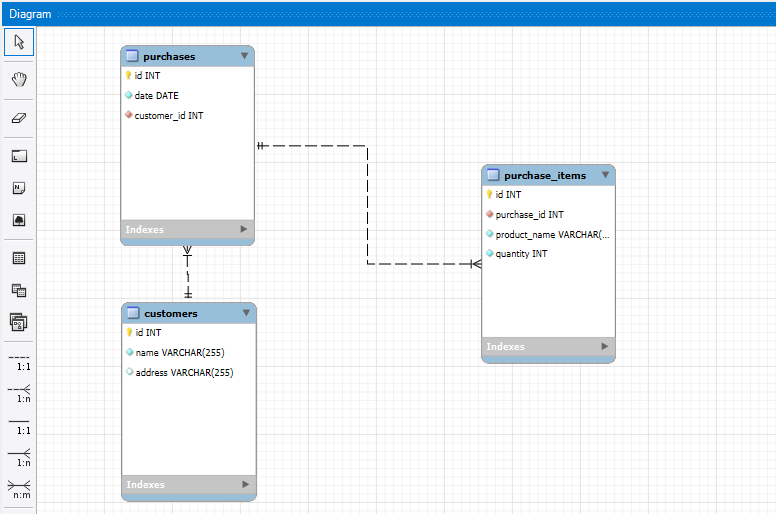 Diagram
purchases
id INT
date DATE
customer_id INT
Indexes
purchase_items
id INT
purchase_id INT
product_name VARCHAR(...
quantity INT
Indexes
customers
id INT
name VARCHAR(255)
address VARCHAR(255)
Indexes
1:1
1:n
1:1
1:n
n:m